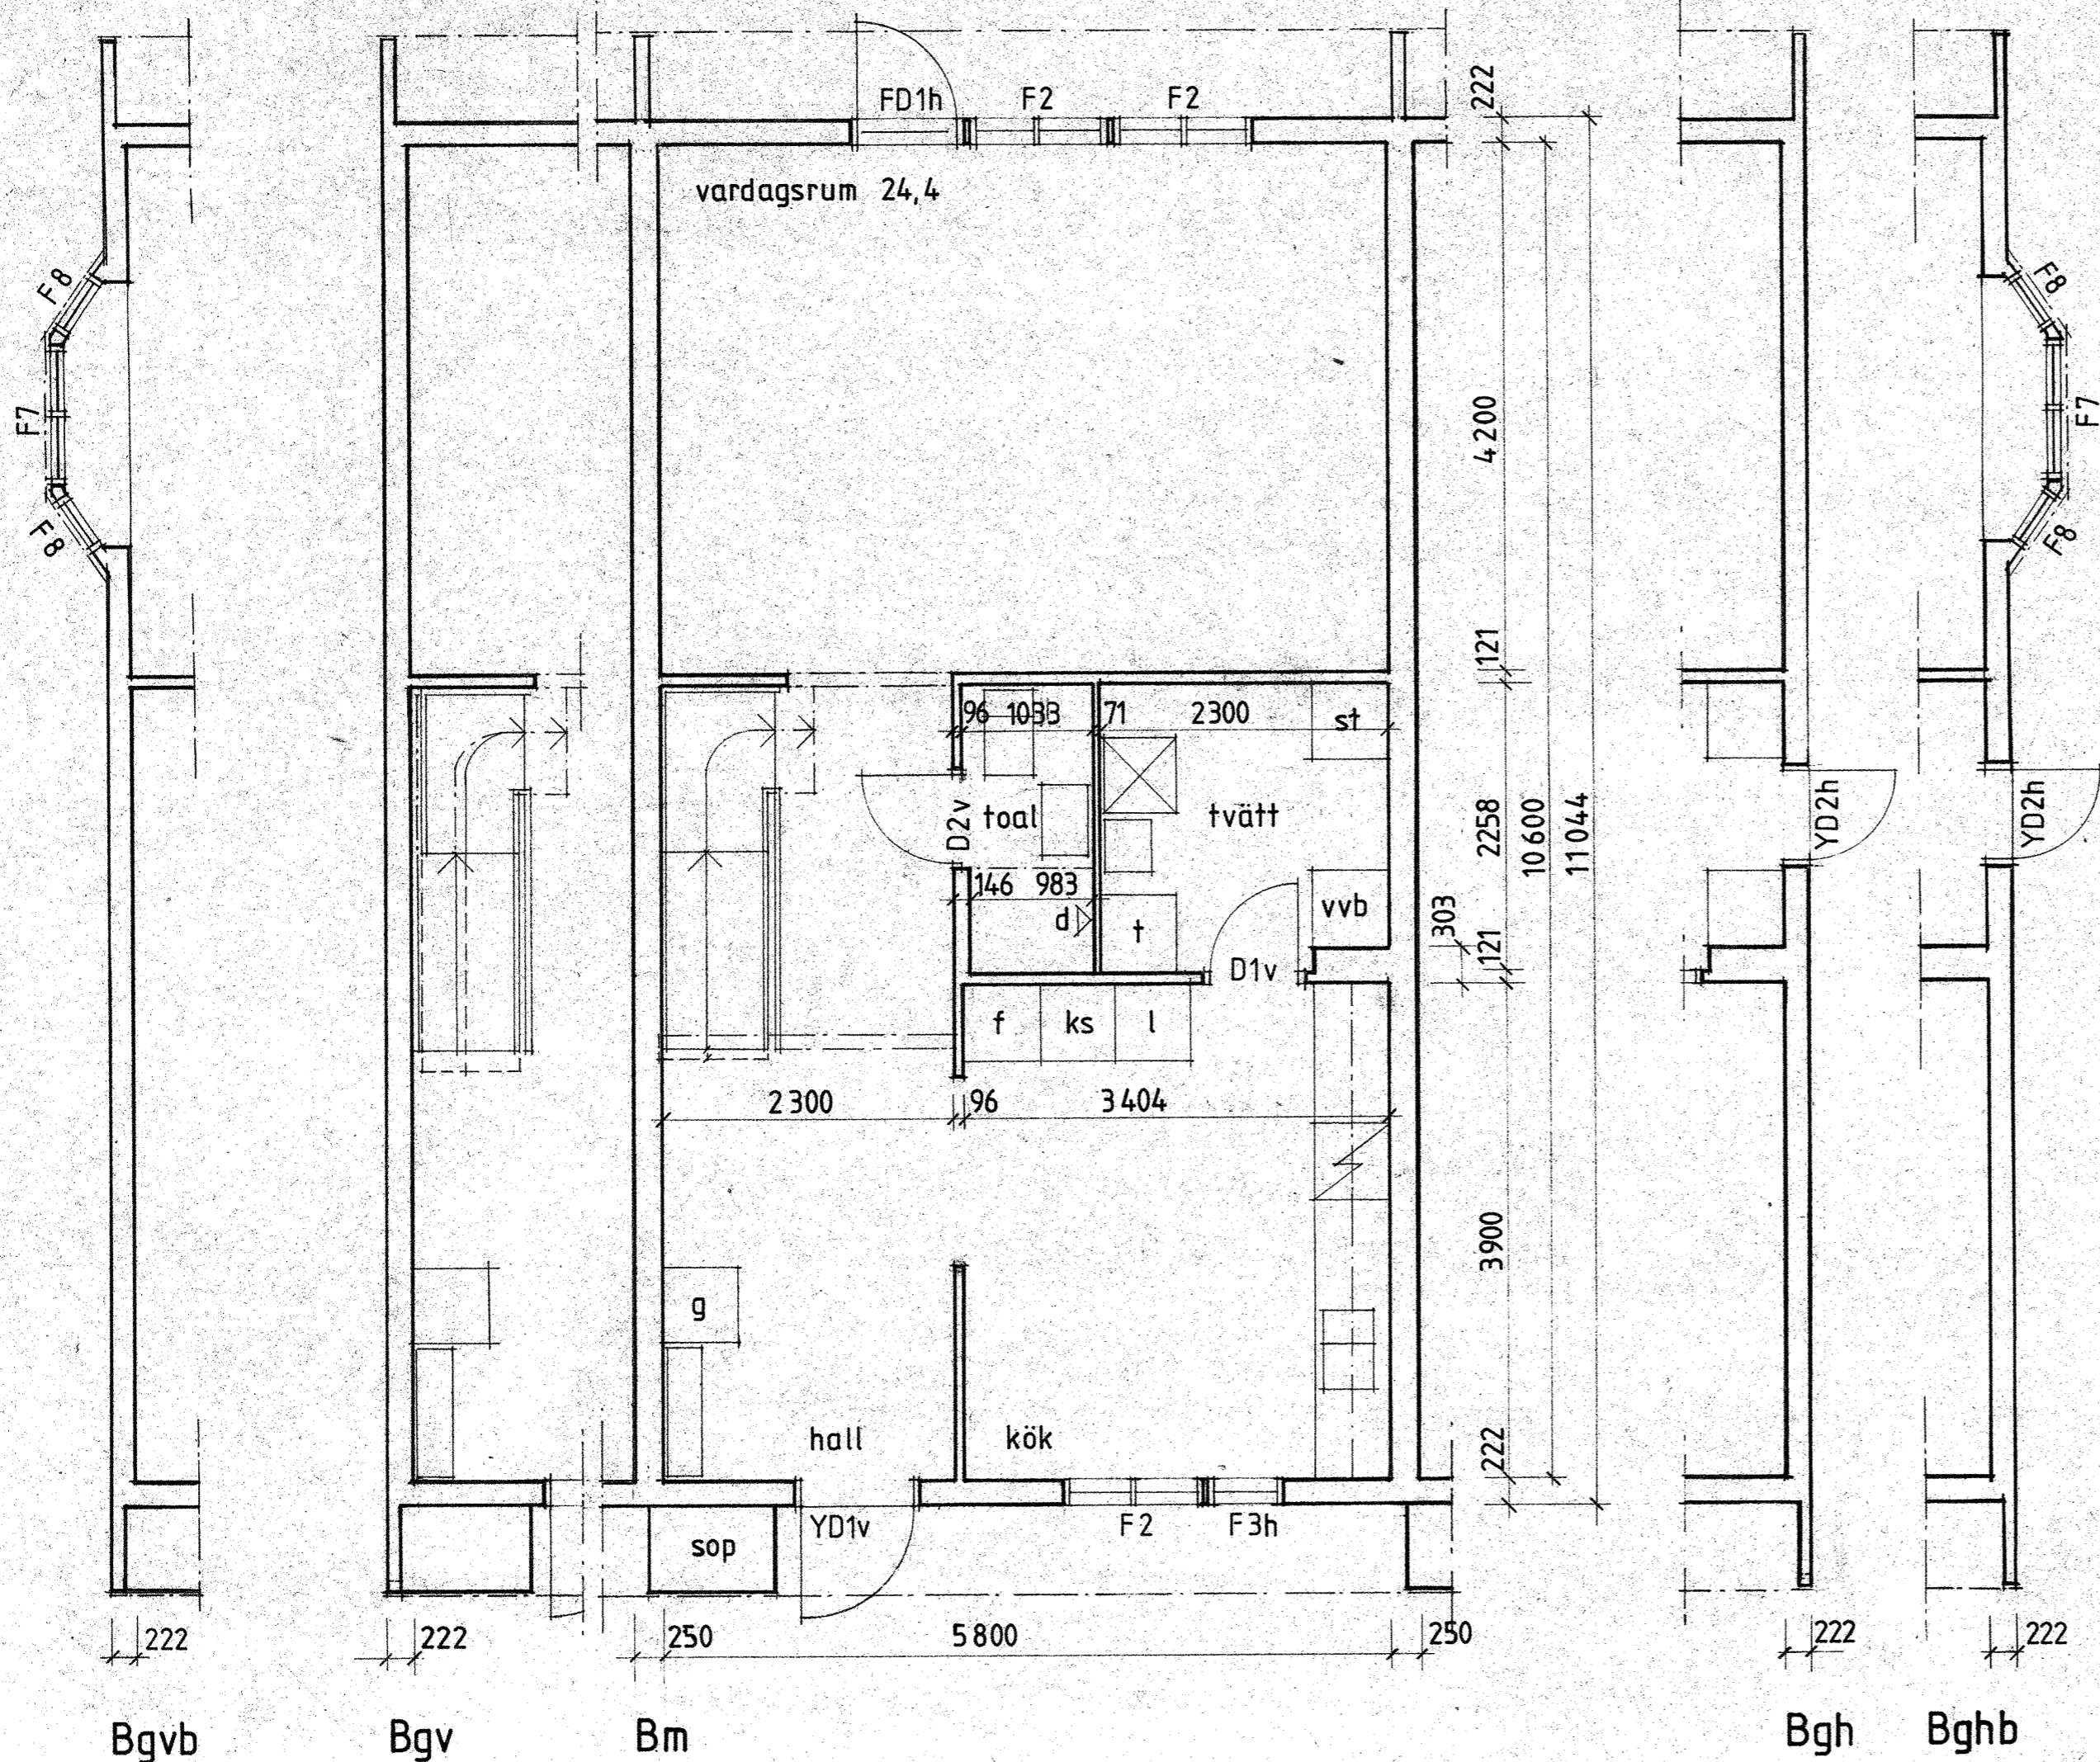 FD1h F2 F2
222
vardagsrum 24,4
F8
F8
F7
4200
F7
F8
F8
121
96 1033 71 2300 st
D2v toal tvätt
2258 10600 11044
YD2h
YD2h
146 983
d t vvb
303
121
D1v
f ks l
2300 96 3404
3900
g
hall kök
222
YD1v F2 F3h
sop
222 222 250 5800 250 222 222
Bgvb Bgv Bm Bgh Bghb